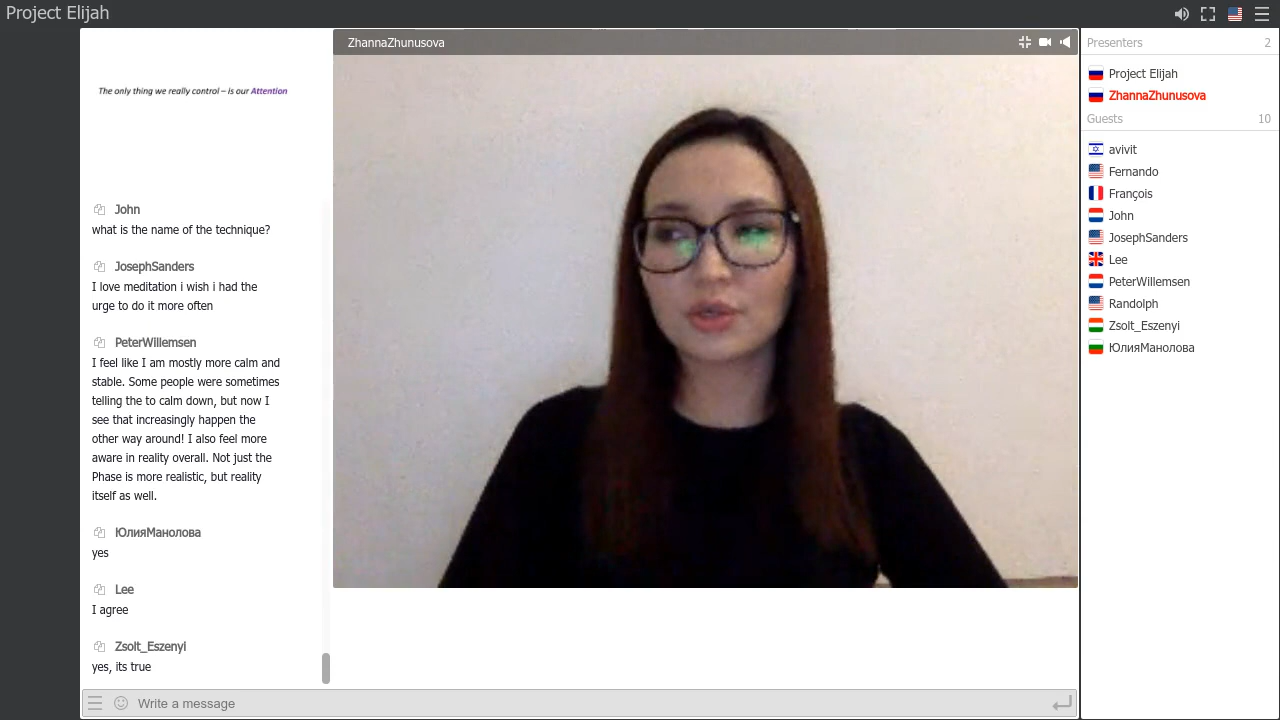 Project Elijah
The only thing we really control – is our Attention
John
what is the name of the technique?
JosephSanders
I love meditation i wish i had the
urge to do it more often
PeterWillemsen
I feel like I am mostly more calm and
stable. Some people were sometimes
telling the to calm down, but now I
see that increasingly happen the
other way around! I also feel more
aware in reality overall. Not just the
Phase is more realistic, but reality
itself as well.
ЮлияМанолова
yes
Lee
I agree
Zsolt_Eszenyi
yes, its true
Write a message
ZhannaZhunusova
Presenters 2
Project Elijah
ZhannaZhunusova
Guests 10
avivit
Fernando
François
John
JosephSanders
Lee
PeterWillemsen
Randolph
Zsolt_Eszenyi
ЮлияМанолова